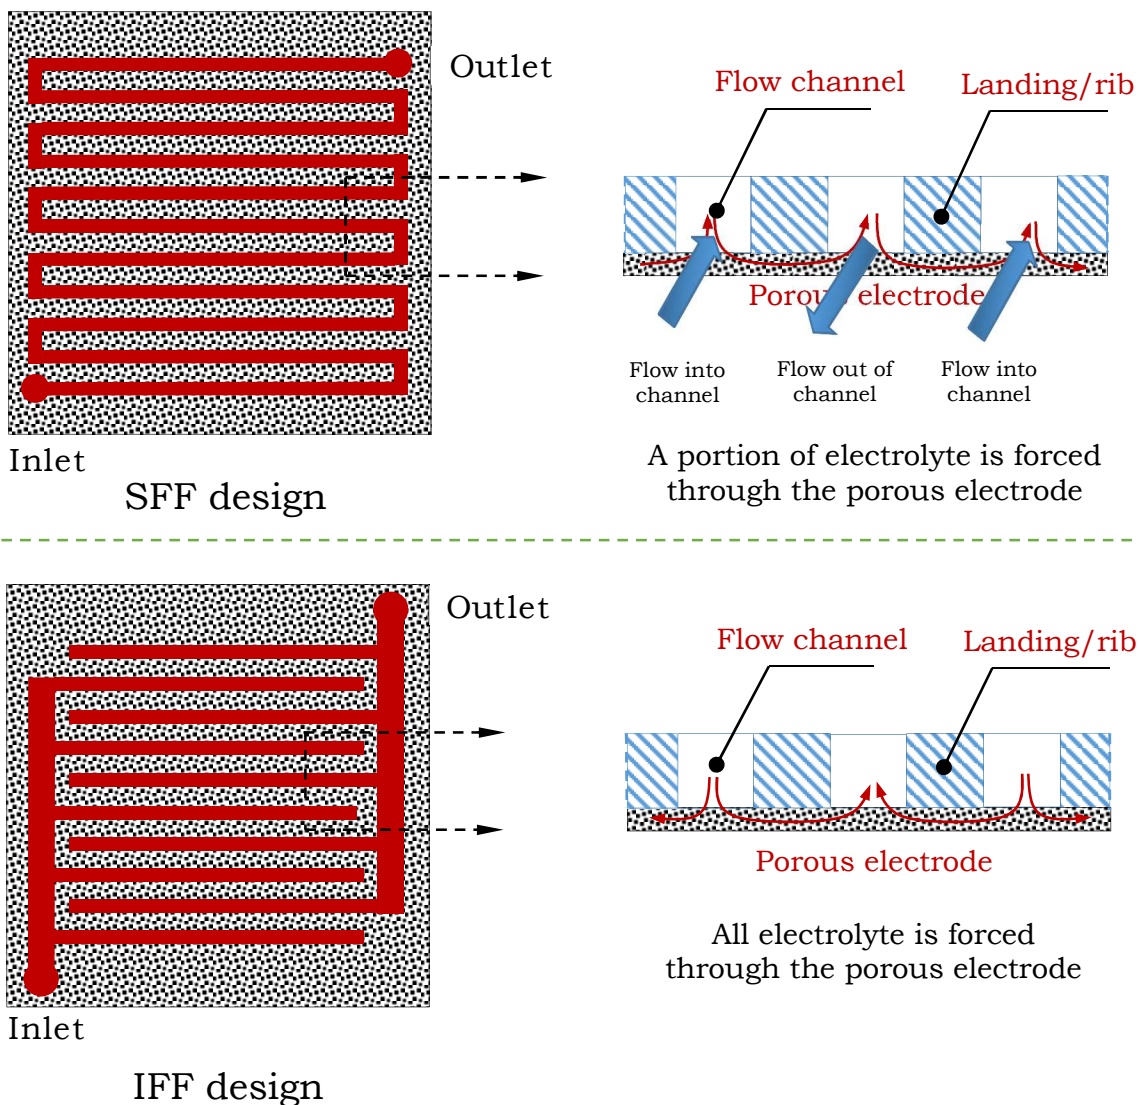 Outlet
Flow channel
Landing/rib
Porous electrode
Flow into
channel
Flow out of
channel
Flow into
channel
Inlet
SFF design
A portion of electrolyte is forced
through the porous electrode
Outlet
Flow channel
Landing/rib
Porous electrode
All electrolyte is forced
through the porous electrode
Inlet
IFF design